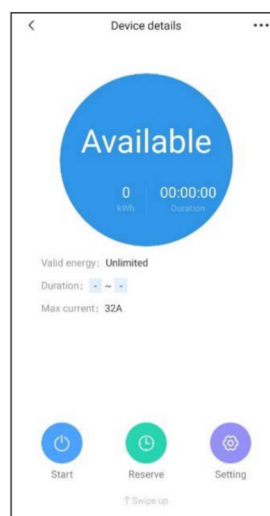 Device details
Available
0 00:00:00
kWh Duration
Valid energy: Unlimited
Duration: - ~ -
Max current: 32A
Start Reserve Setting
↑ Swipe up